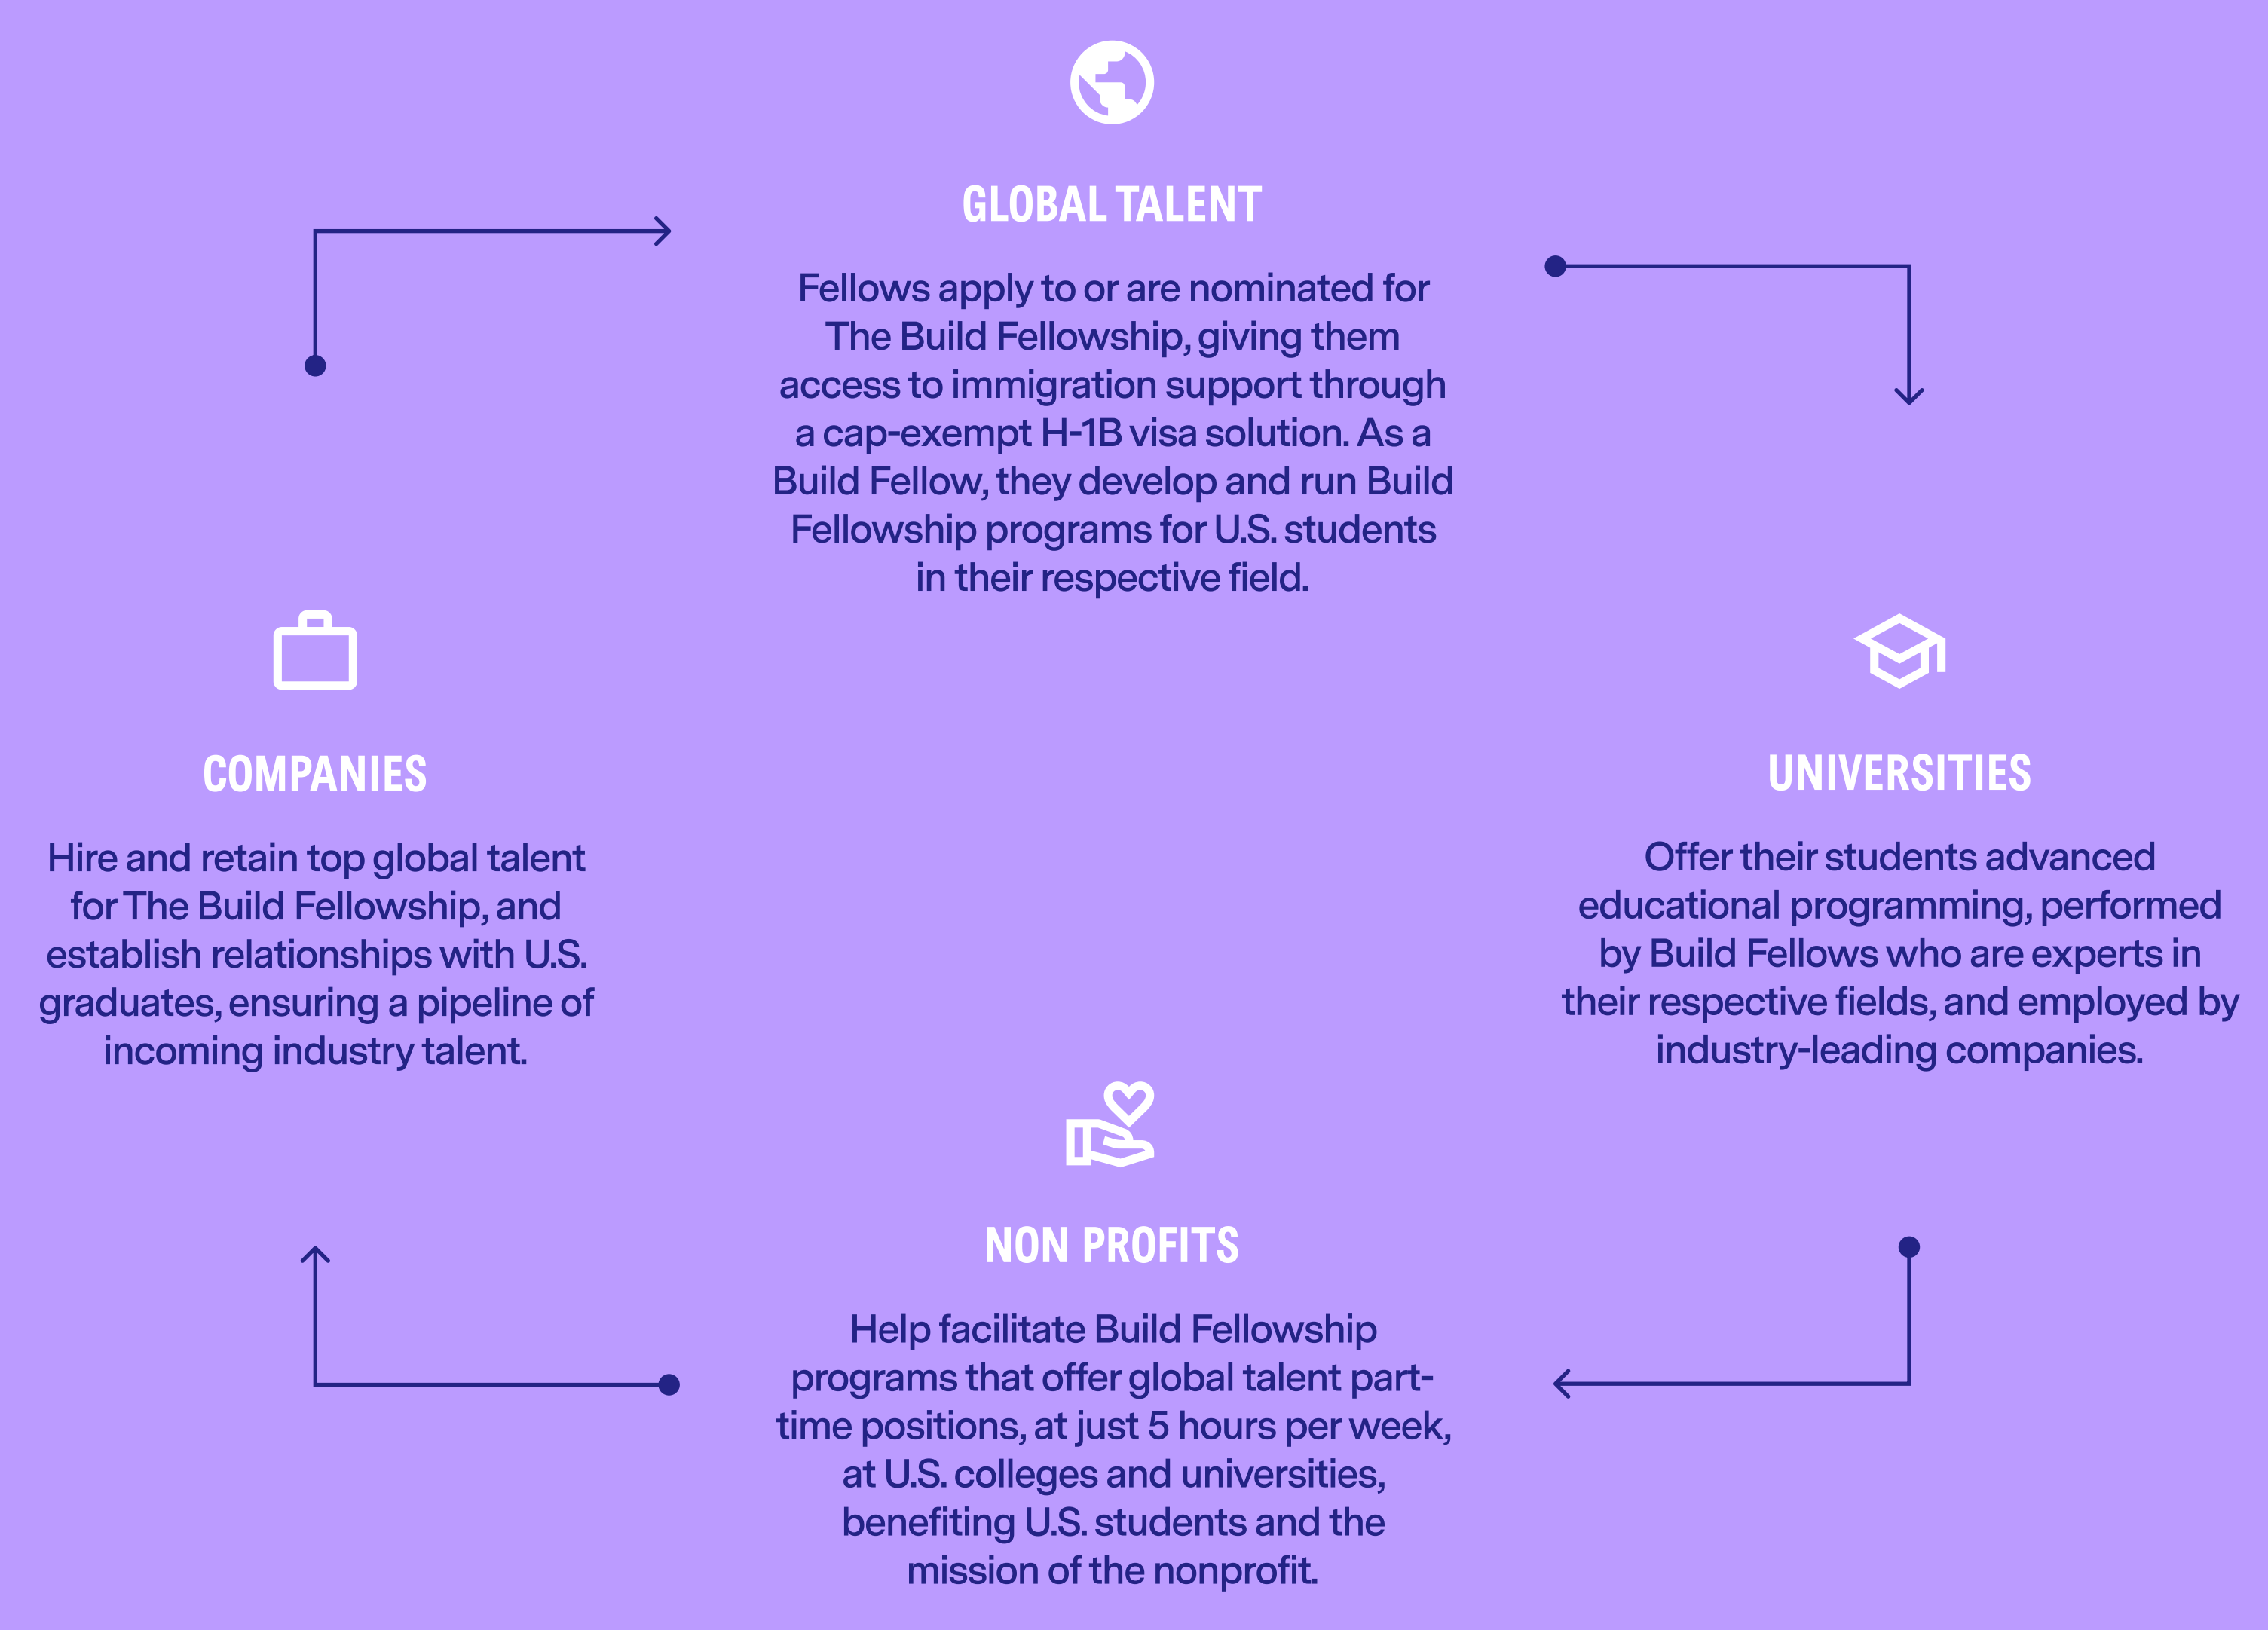 GLOBAL TALENT
Fellows apply to or are nominated for
The Build Fellowship, giving them
access to immigration support through
a cap-exempt H-1B visa solution. As a
Build Fellow, they develop and run Build
Fellowship programs for U.S. students
in their respective field.
COMPANIES
Hire and retain top global talent
for The Build Fellowship, and
establish relationships with U.S.
graduates, ensuring a pipeline of
incoming industry talent.
UNIVERSITIES
Offer their students advanced
educational programming, performed
by Build Fellows who are experts in
their respective fields, and employed by
industry-leading companies.
NON PROFITS
Help facilitate Build Fellowship
programs that offer global talent part-
time positions, at just 5 hours per week,
at U.S. colleges and universities,
benefiting U.S. students and the
mission of the nonprofit.